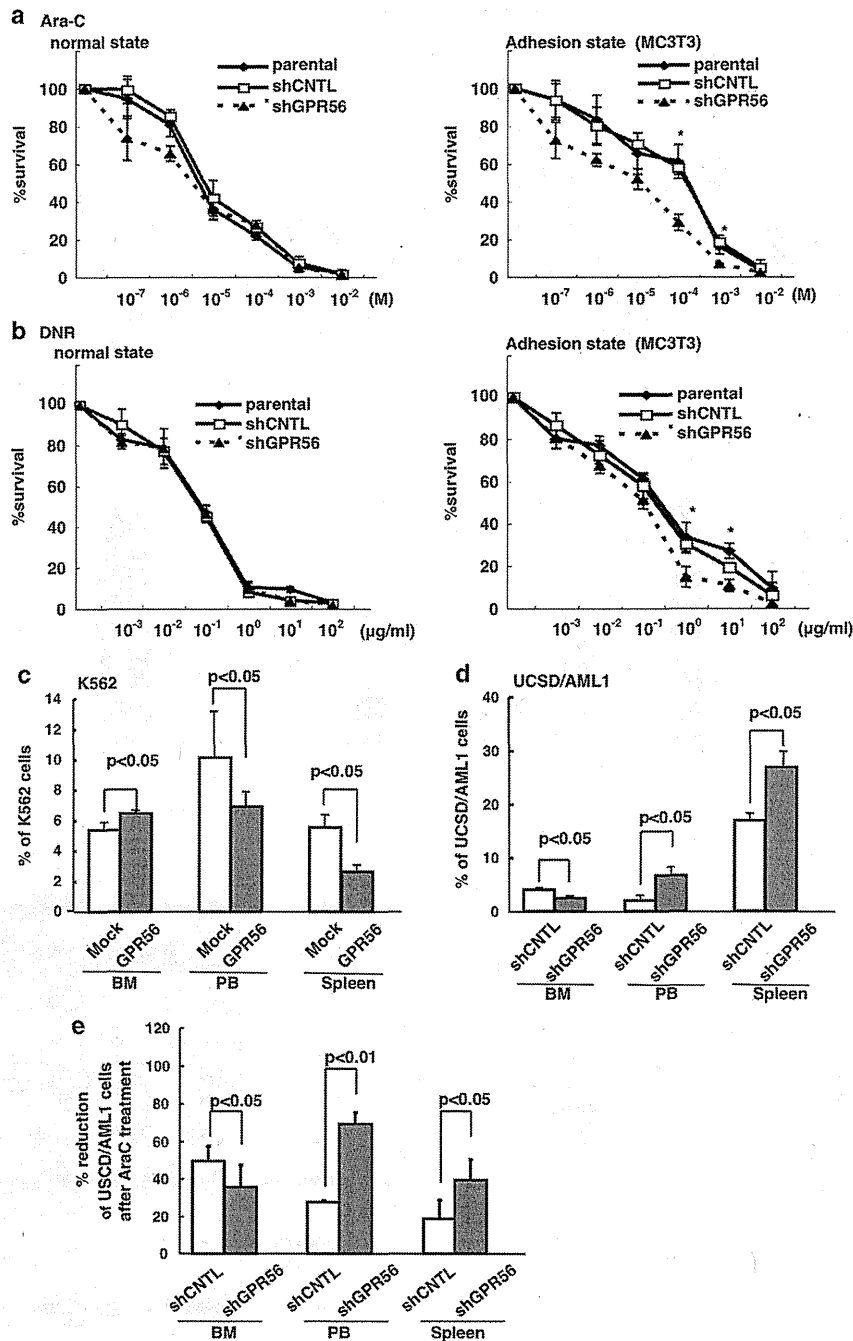 a Ara-C
normal state
parental
shCNTL
shGPR56
%survival
100
80
60
40
20
0
10-7 10-6 10-5 10-4 10-3 10-2 (M)
Adhesion state (MC3T3)
parental
shCNTL
shGPR56
%survival
100
80
60
40
20
0
*
*
10-7 10-6 10-5 10-4 10-3 10-2 (M)
b DNR
normal state
parental
shCNTL
shGPR56
%survival
100
80
60
40
20
0
10-3 10-2 10-1 100 101 102 (µg/ml)
Adhesion state (MC3T3)
parental
shCNTL
shGPR56
%survival
100
80
60
40
20
0
*
*
10-3 10-2 10-1 100 101 102 (µg/ml)
c K562
% of K562 cells
14
12
10
8
6
4
2
0
p<0.05
p<0.05
p<0.05
Mock GPR56 Mock GPR56 Mock GPR56
BM PB Spleen
d UCSD/AML1
% of UCSD/AML1 cells
40
30
20
10
0
p<0.05
p<0.05
p<0.05
shCNTL shGPR56 shCNTL shGPR56 shCNTL shGPR56
BM PB Spleen
e
% reduction
of USCD/AML1 cells
after AraC treatment
120
100
80
60
40
20
0
p<0.05
p<0.01
p<0.05
shCNTL shGPR56 shCNTL shGPR56 shCNTL shGPR56
BM PB Spleen